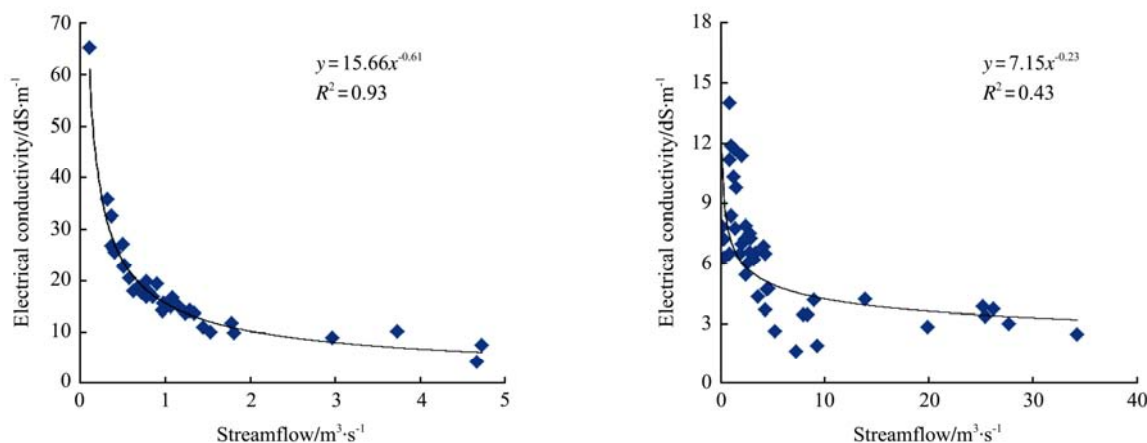 70
60
50
40
30
20
10
0
Electrical conductivity/dS·m⁻¹
y=15.66x⁻⁰·⁶¹
R²=0.93
0 1 2 3 4 5
Streamflow/m³·s⁻¹
18
15
12
9
6
3
0
Electrical conductivity/dS·m⁻¹
y=7.15x⁻⁰·²³
R²=0.43
0 10 20 30 40
Streamflow/m³·s⁻¹